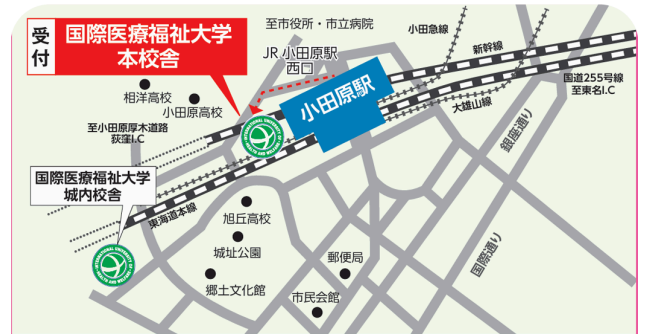 受付
国際医療福祉大学
本校舎
至市役所・市立病院
小田急線
新幹線
JR 小田原駅
西口
国道255号線
至東名I.C
小田原駅
大雄山線
銀座通り
相洋高校
小田原高校
至小田原厚木道路
荻窪I.C
国際医療福祉大学
城内校舎
東海道本線
旭丘高校
城址公園
郷土文化館
郵便局
市民会館
国際通り